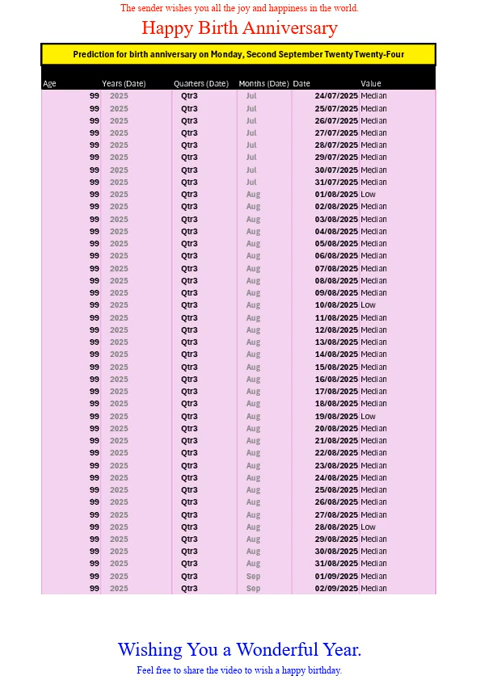 The sender wishes you all the joy and happiness in the world.
Happy Birth Anniversary
Prediction for birth anniversary on Monday, Second September Twenty Twenty-Four
Age Years (Date) Quarters (Date) Months (Date) Date Value
99 2025 Qtr3 Jul 24/07/2025 Median
99 2025 Qtr3 Jul 25/07/2025 Median
99 2025 Qtr3 Jul 26/07/2025 Median
99 2025 Qtr3 Jul 27/07/2025 Median
99 2025 Qtr3 Jul 28/07/2025 Median
99 2025 Qtr3 Jul 29/07/2025 Median
99 2025 Qtr3 Jul 30/07/2025 Median
99 2025 Qtr3 Jul 31/07/2025 Median
99 2025 Qtr3 Aug 01/08/2025 Low
99 2025 Qtr3 Aug 02/08/2025 Median
99 2025 Qtr3 Aug 03/08/2025 Median
99 2025 Qtr3 Aug 04/08/2025 Median
99 2025 Qtr3 Aug 05/08/2025 Median
99 2025 Qtr3 Aug 06/08/2025 Median
99 2025 Qtr3 Aug 07/08/2025 Median
99 2025 Qtr3 Aug 08/08/2025 Median
99 2025 Qtr3 Aug 09/08/2025 Median
99 2025 Qtr3 Aug 10/08/2025 Low
99 2025 Qtr3 Aug 11/08/2025 Median
99 2025 Qtr3 Aug 12/08/2025 Median
99 2025 Qtr3 Aug 13/08/2025 Median
99 2025 Qtr3 Aug 14/08/2025 Median
99 2025 Qtr3 Aug 15/08/2025 Median
99 2025 Qtr3 Aug 16/08/2025 Median
99 2025 Qtr3 Aug 17/08/2025 Median
99 2025 Qtr3 Aug 18/08/2025 Median
99 2025 Qtr3 Aug 19/08/2025 Low
99 2025 Qtr3 Aug 20/08/2025 Median
99 2025 Qtr3 Aug 21/08/2025 Median
99 2025 Qtr3 Aug 22/08/2025 Median
99 2025 Qtr3 Aug 23/08/2025 Median
99 2025 Qtr3 Aug 24/08/2025 Median
99 2025 Qtr3 Aug 25/08/2025 Median
99 2025 Qtr3 Aug 26/08/2025 Median
99 2025 Qtr3 Aug 27/08/2025 Median
99 2025 Qtr3 Aug 28/08/2025 Low
99 2025 Qtr3 Aug 29/08/2025 Median
99 2025 Qtr3 Aug 30/08/2025 Median
99 2025 Qtr3 Aug 31/08/2025 Median
99 2025 Qtr3 Sep 01/09/2025 Median
99 2025 Qtr3 Sep 02/09/2025 Median
Wishing You a Wonderful Year.
Feel free to share the video to wish a happy birthday.